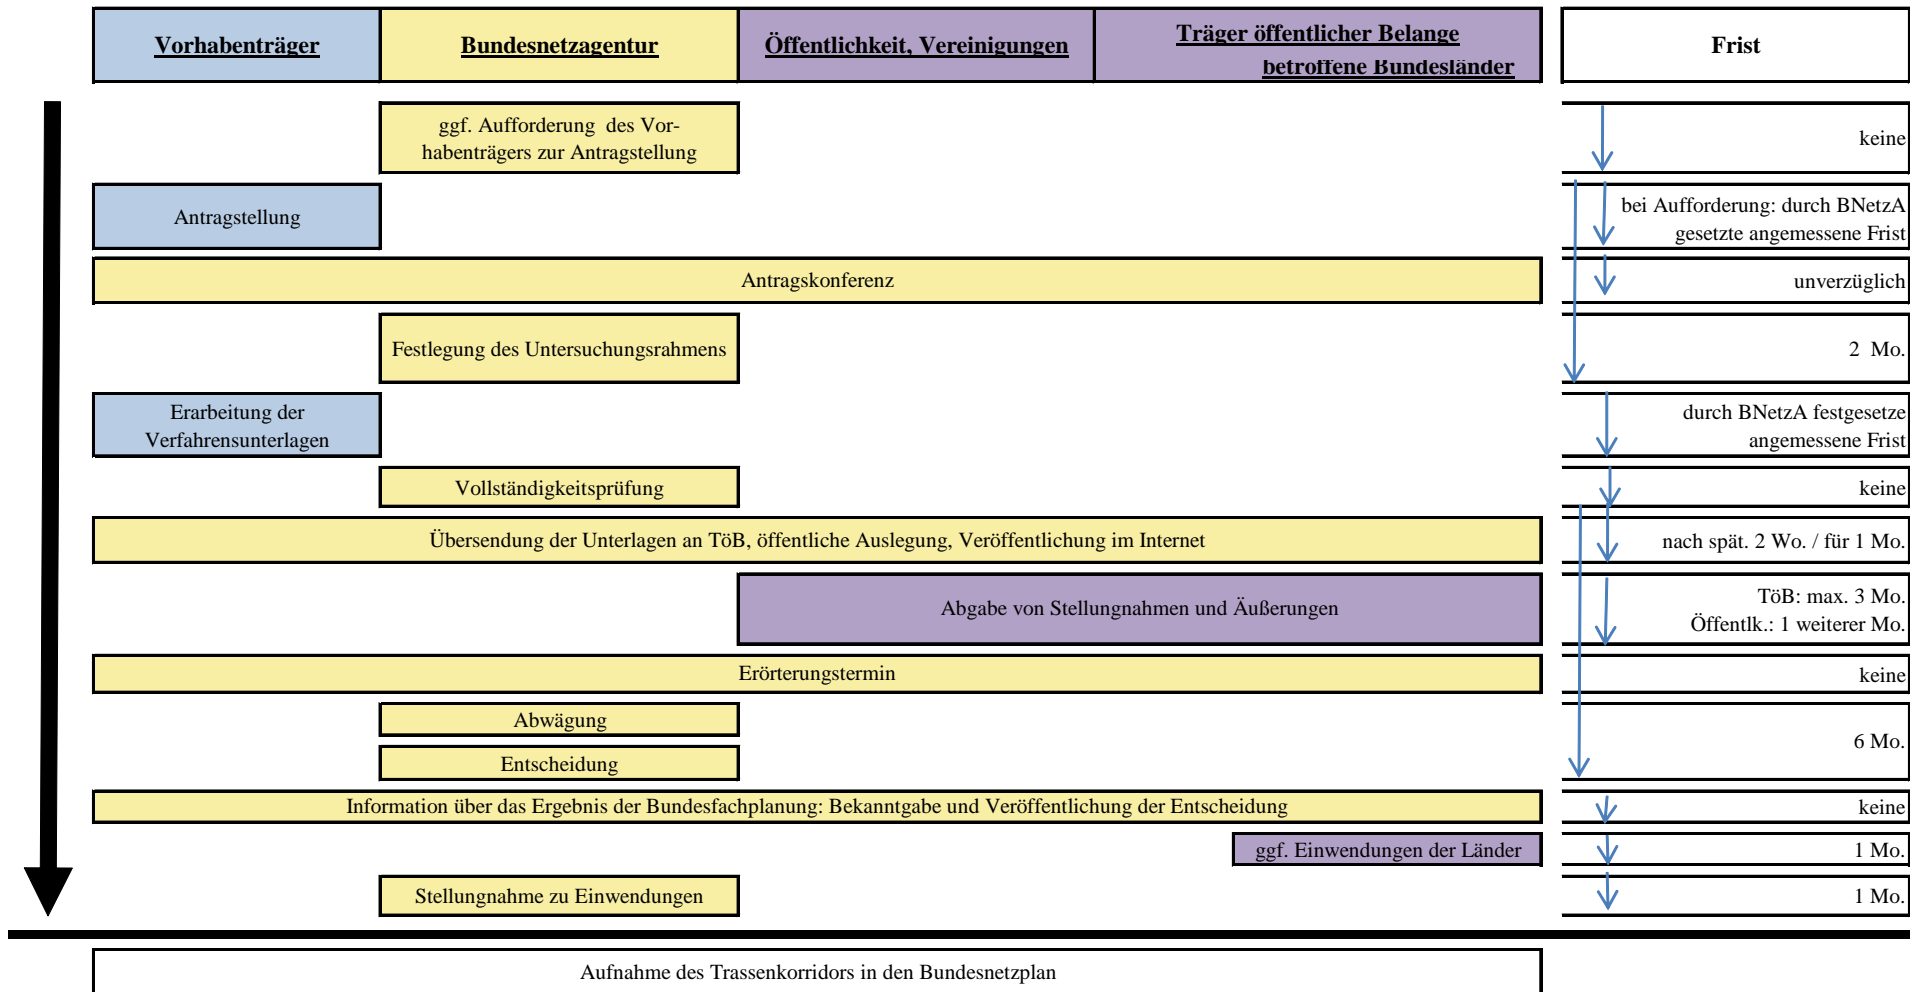 Vorhabenträger
Bundesnetzagentur
Öffentlichkeit, Vereinigungen
Träger öffentlicher Belange
betroffene Bundesländer
Frist
ggf. Aufforderung des Vor-
habenträgers zur Antragstellung
keine
Antragstellung
bei Aufforderung: durch BNetzA
gesetzte angemessene Frist
Antragskonferenz
unverzüglich
Festlegung des Untersuchungsrahmens
2 Mo.
Erarbeitung der
Verfahrensunterlagen
durch BNetzA festgesetze
angemessene Frist
Vollständigkeitsprüfung
keine
Übersendung der Unterlagen an TöB, öffentliche Auslegung, Veröffentlichung im Internet
nach spät. 2 Wo. / für 1 Mo.
Abgabe von Stellungnahmen und Äußerungen
TöB: max. 3 Mo.
Öffentlk.: 1 weiterer Mo.
Erörterungstermin
keine
Abwägung
Entscheidung
6 Mo.
Information über das Ergebnis der Bundesfachplanung: Bekanntgabe und Veröffentlichung der Entscheidung
keine
ggf. Einwendungen der Länder
1 Mo.
Stellungnahme zu Einwendungen
1 Mo.
Aufnahme des Trassenkorridors in den Bundesnetzplan